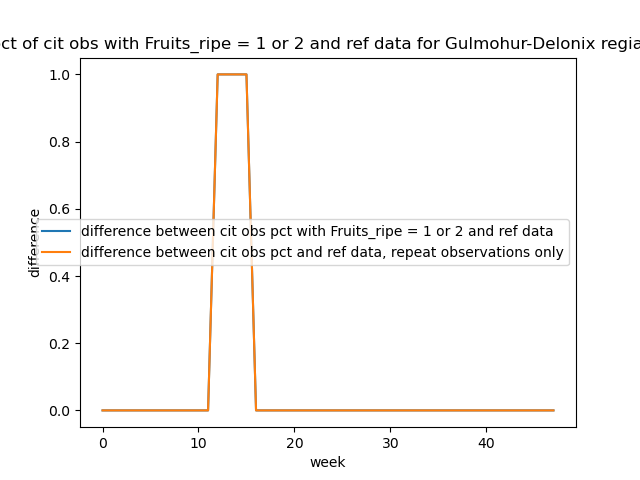 ct of cit obs with Fruits_ripe = 1 or 2 and ref data for Gulmohur-Delonix regia
1.0
0.8
0.6
difference between cit obs pct with Fruits_ripe = 1 or 2 and ref data
difference
difference between cit obs pct and ref data, repeat observations only
0.4
0.2
0.0
0 10 20 30 40
week